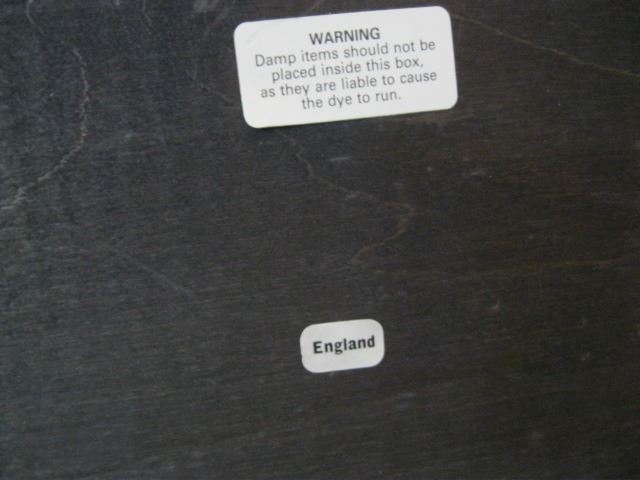 WARNING
Damp items should not be
placed inside this box,
as they are liable to cause
the dye to run.
England